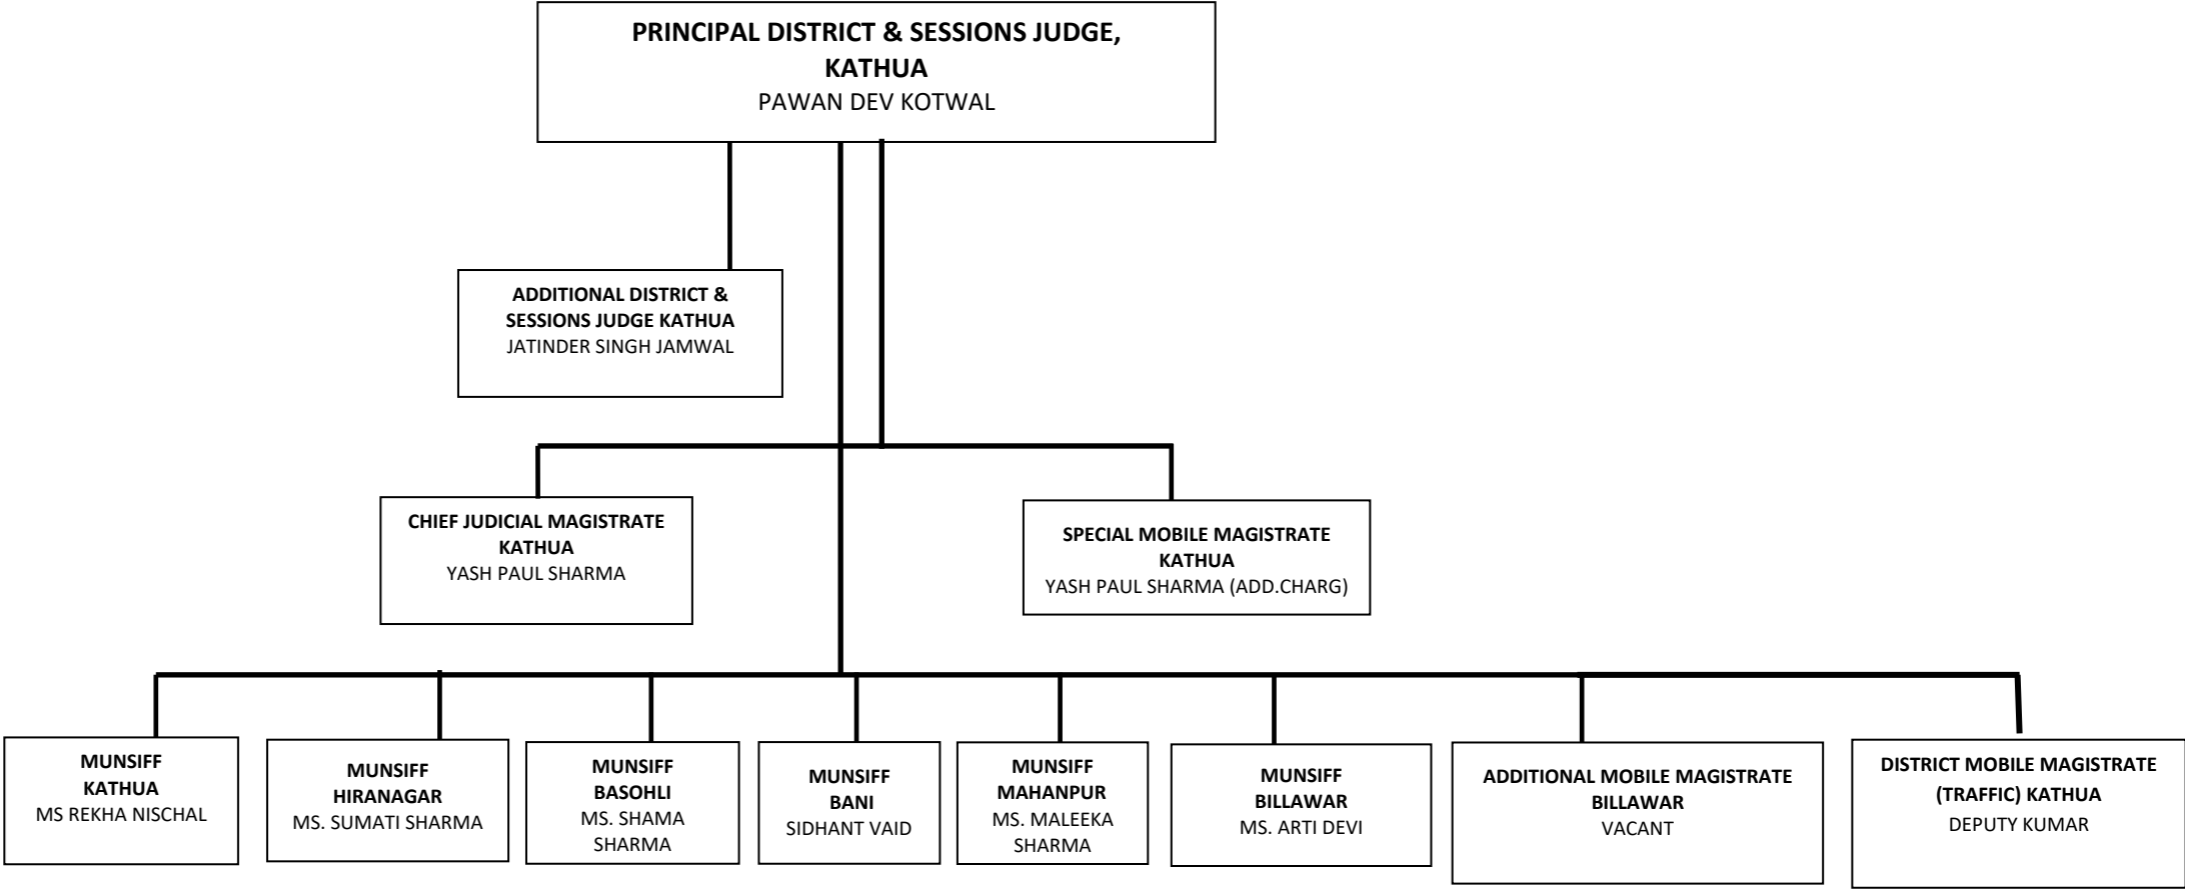 PRINCIPAL DISTRICT & SESSIONS JUDGE,
KATHUA
PAWAN DEV KOTWAL
ADDITIONAL DISTRICT &
SESSIONS JUDGE KATHUA
JATINDER SINGH JAMWAL
CHIEF JUDICIAL MAGISTRATE
KATHUA
YASH PAUL SHARMA
SPECIAL MOBILE MAGISTRATE
KATHUA
YASH PAUL SHARMA (ADD.CHARG)
MUNSIFF
KATHUA
MS REKHA NISCHAL
MUNSIFF
HIRANAGAR
MS. SUMATI SHARMA
MUNSIFF
BASOHLI
MS. SHAMA
SHARMA
MUNSIFF
BANI
SIDHANT VAID
MUNSIFF
MAHANPUR
MS. MALEEKA
SHARMA
MUNSIFF
BILLAWAR
MS. ARTI DEVI
ADDITIONAL MOBILE MAGISTRATE
BILLAWAR
VACANT
DISTRICT MOBILE MAGISTRATE
(TRAFFIC) KATHUA
DEPUTY KUMAR